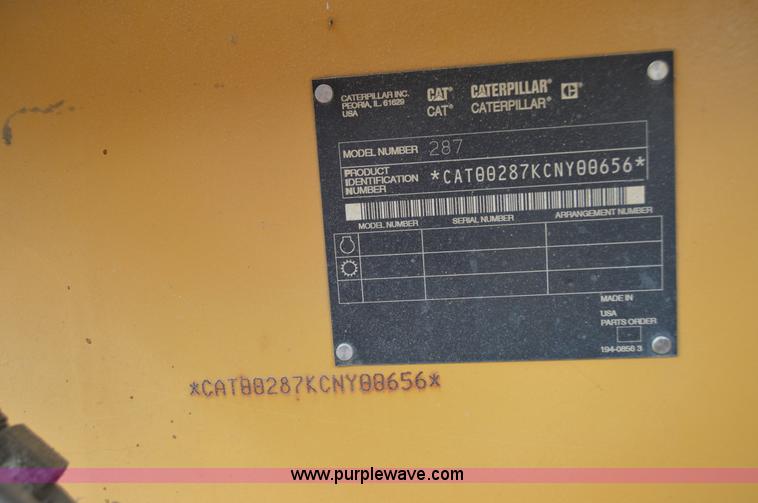 CATERPILLAR INC.
PEORIA, IL. 61629
USA
CAT® CATERPILLAR® C®
CAT® CATERPILLAR®
MODEL NUMBER 287
PRODUCT IDENTIFICATION NUMBER *CAT00287KCNY00656*
MODEL NUMBER SERIAL NUMBER ARRANGEMENT NUMBER
MADE IN
USA
PARTS ORDER
194-0856 3
*CAT00287KCNY00656*
www.purplewave.com